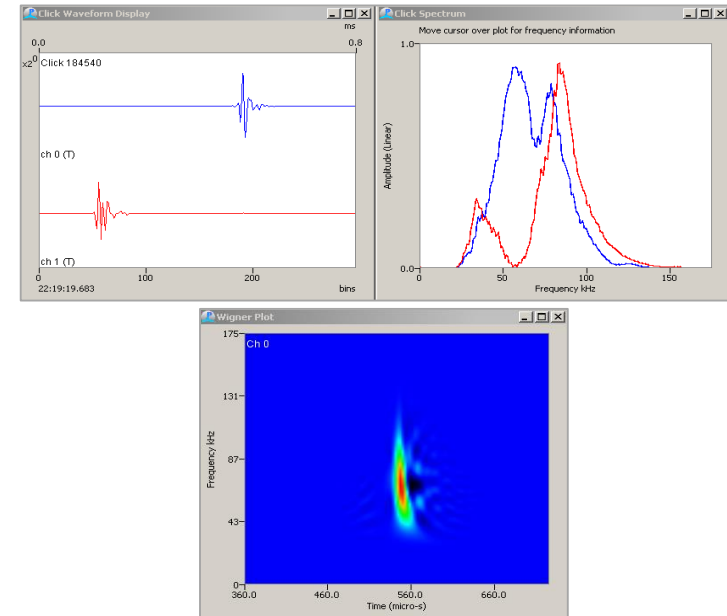 Click Waveform Display
ms
0.0 0.8
x2^0
Click 184540
ch 0 (T)
ch 1 (T)
0 100 200
22:19:19.683 bins
Click Spectrum
Move cursor over plot for frequency information
1.0
Amplitude (Linear)
0.0
0 50 100 150
Frequency kHz
Wigner Plot
175
Ch 0
131
87
Frequency kHz
43
0
360.0 460.0 560.0 660.0
Time (micro-s)